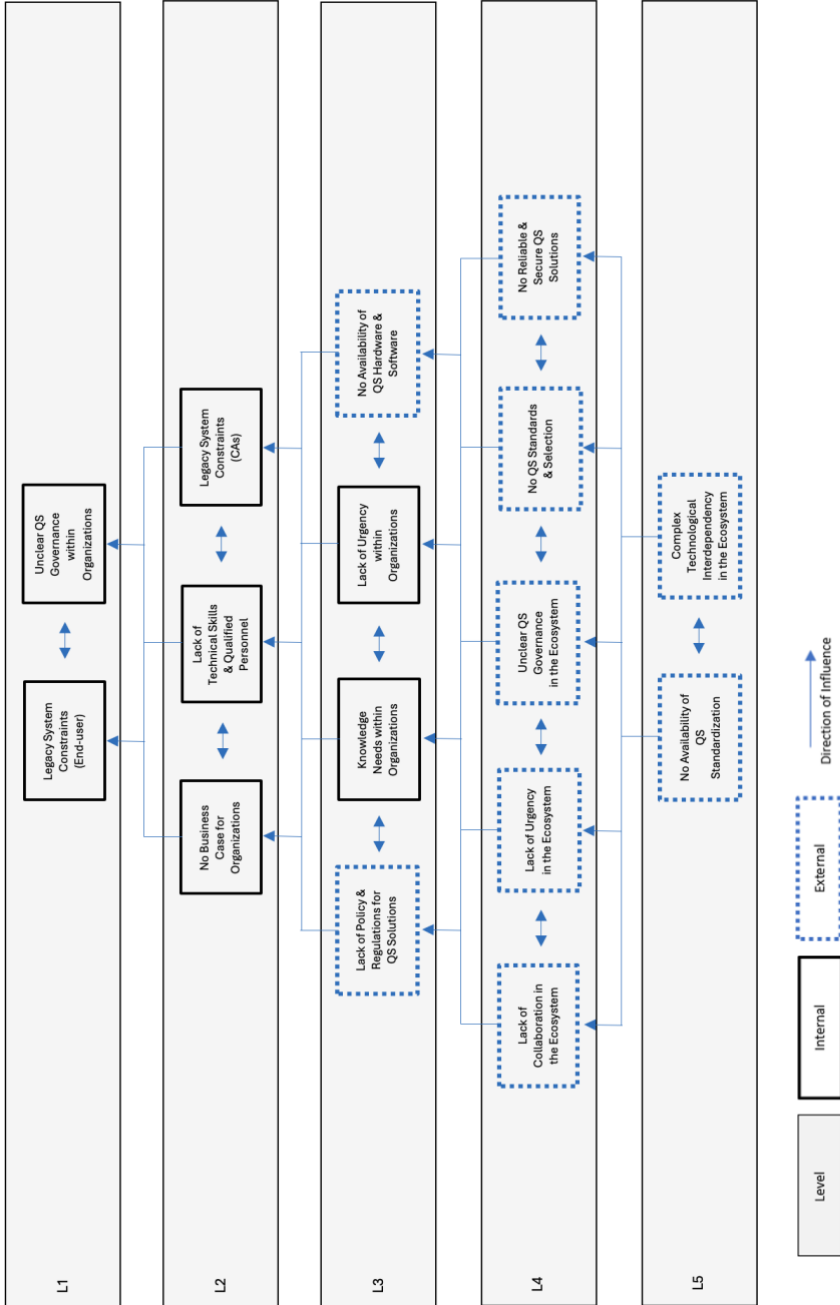 L1
Legacy System
Constraints
(End-user)
Unclear QS
Governance
within
Organizations
L2
No Business
Case for
Organizations
Lack of
Technical Skills
& Qualified
Personnel
Legacy System
Constraints
(CAs)
L3
Lack of Policy &
Regulations for
QS Solutions
Knowledge
Needs within
Organizations
Lack of Urgency
within
Organizations
No Availability of
QS Hardware &
Software
L4
Lack of
Collaboration in
the Ecosystem
Lack of Urgency
in the Ecosystem
Unclear QS
Governance
in the Ecosystem
No QS Standards
& Selection
No Reliable &
Secure QS
Solutions
L5
No Availability of
QS
Standardization
Complex
Technological
Interdependency
in the Ecosystem
Level
Internal
External
Direction of Influence